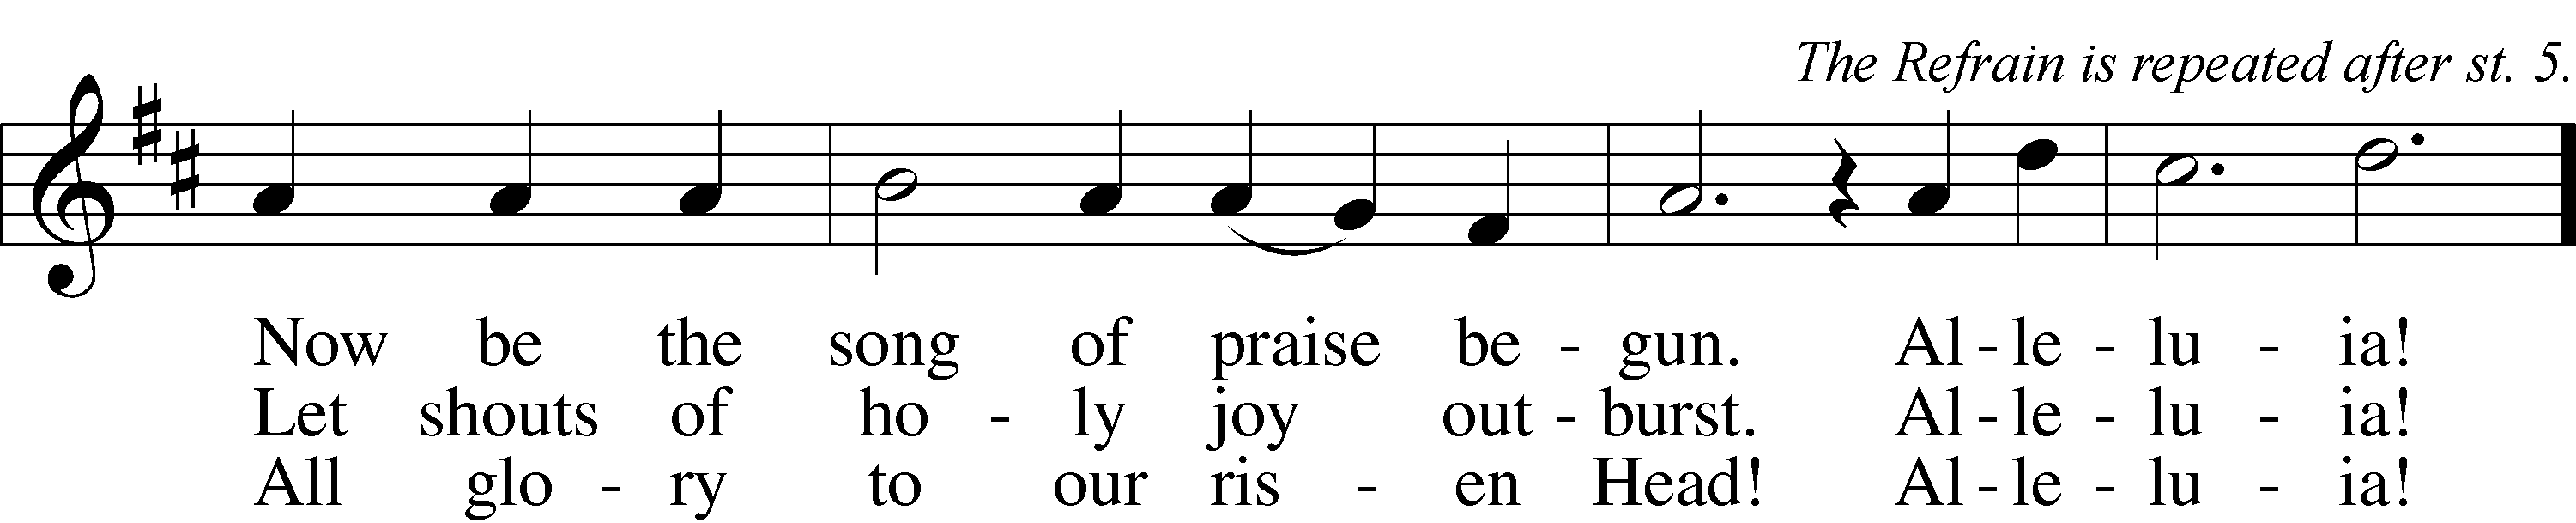 The Refrain is repeated after st. 5.
Now be the song of praise be - gun. Al - le - lu - ia!
Let shouts of ho - ly joy out - burst. Al - le - lu - ia!
All glo - ry to our ris - en Head! Al - le - lu - ia!